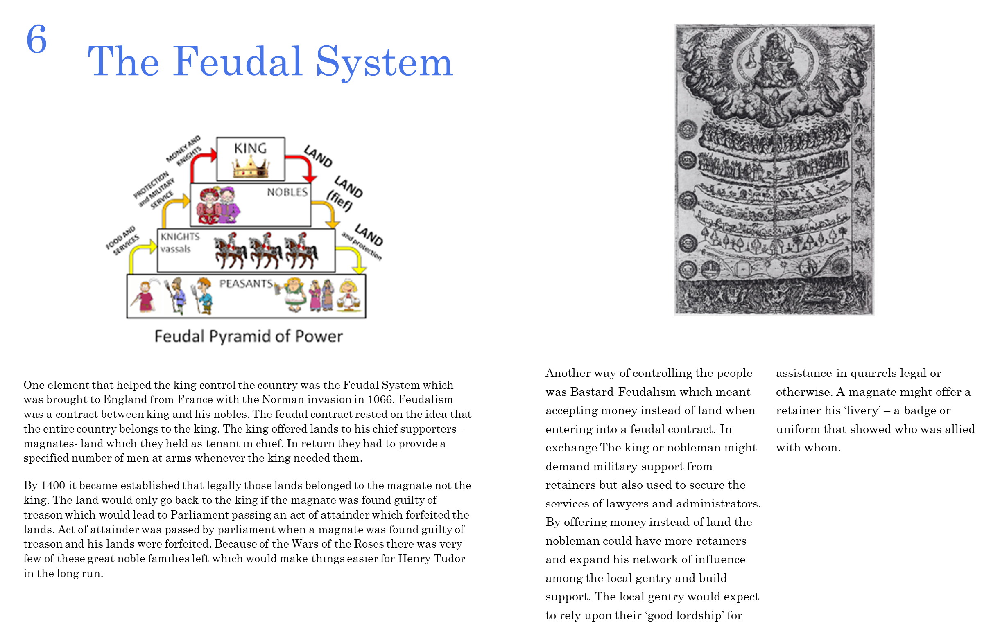 6
The Feudal System
MONEY AND
KNIGHTS
KING
LAND
PROTECTION
and MILITARY
SERVICE
NOBLES
LAND
(fief)
FOOD AND
SERVICES
KNIGHTS
vassals
LAND
and protection
PEASANTS
Feudal Pyramid of Power
One element that helped the king control the country was the Feudal System which
was brought to England from France with the Norman invasion in 1066. Feudalism
was a contract between king and his nobles. The feudal contract rested on the idea that
the entire country belongs to the king. The king offered lands to his chief supporters –
magnates- land which they held as tenant in chief. In return they had to provide a
specified number of men at arms whenever the king needed them.
By 1400 it became established that legally those lands belonged to the magnate not the
king. The land would only go back to the king if the magnate was found guilty of
treason which would lead to Parliament passing an act of attainder which forfeited the
lands. Act of attainder was passed by parliament when a magnate was found guilty of
treason and his lands were forfeited. Because of the Wars of the Roses there was very
few of these great noble families left which would make things easier for Henry Tudor
in the long run.
Another way of controlling the people
was Bastard Feudalism which meant
accepting money instead of land when
entering into a feudal contract. In
exchange The king or nobleman might
demand military support from
retainers but also used to secure the
services of lawyers and administrators.
By offering money instead of land the
nobleman could have more retainers
and expand his network of influence
among the local gentry and build
support. The local gentry would expect
to rely upon their ‘good lordship’ for
assistance in quarrels legal or
otherwise. A magnate might offer a
retainer his ‘livery’ – a badge or
uniform that showed who was allied
with whom.